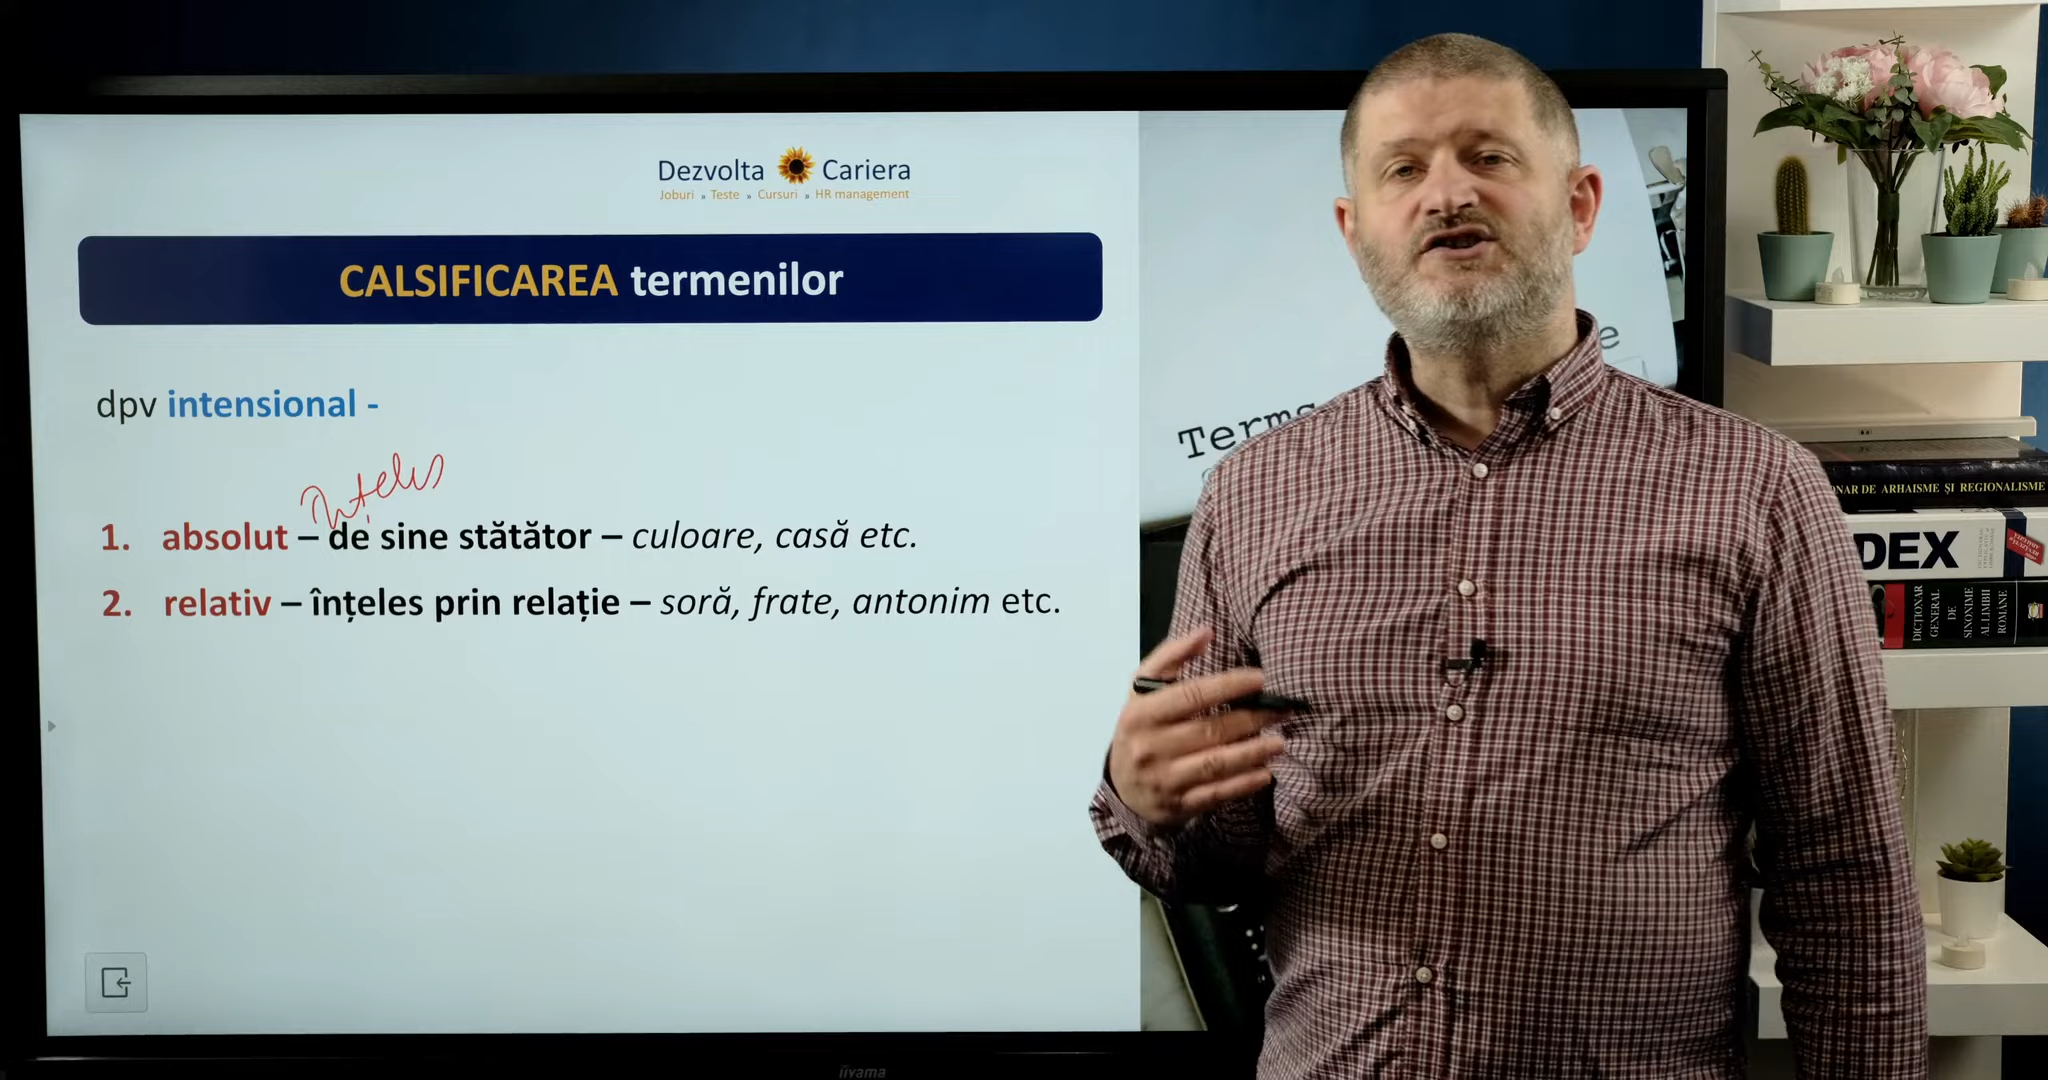 Dezvolta Cariera
Joburi » Teste » Cursuri » HR management
CALSIFICAREA termenilor
dpv intensional -
înțeles
1. absolut – de sine stătător – culoare, casă etc.
2. relativ – înțeles prin relație – soră, frate, antonim etc.
Terms
e
NAR DE ARHAISME ȘI REGIONALISME
DEX
DICȚIONAR
GENERAL
DE
SINONIME
AL LIMBII
ROMÂNE
iiyama